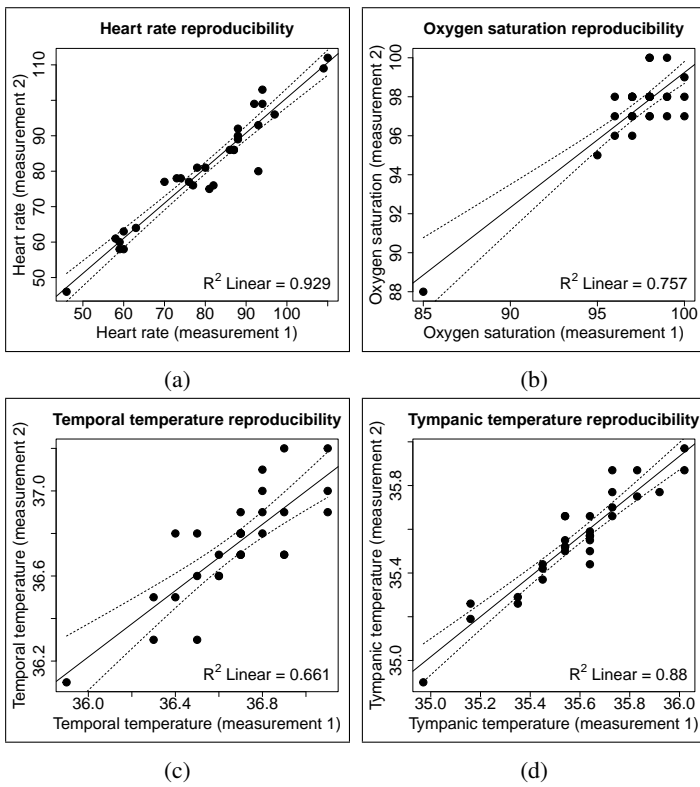 Heart rate reproducibility
Heart rate (measurement 2)
50 60 70 80 90 110
R² Linear = 0.929
50 60 70 80 90 100
Heart rate (measurement 1)
(a)
Oxygen saturation reproducibility
Oxygen saturation (measurement 2)
88 90 92 94 96 98 100
R² Linear = 0.757
85 90 95 100
Oxygen saturation (measurement 1)
(b)
Temporal temperature reproducibility
Temporal temperature (measurement 2)
36.2 36.6 37.0
R² Linear = 0.661
36.0 36.4 36.8
Temporal temperature (measurement 1)
(c)
Tympanic temperature reproducibility
Tympanic temperature (measurement 2)
35.0 35.4 35.8
R² Linear = 0.88
35.0 35.2 35.4 35.6 35.8 36.0
Tympanic temperature (measurement 1)
(d)